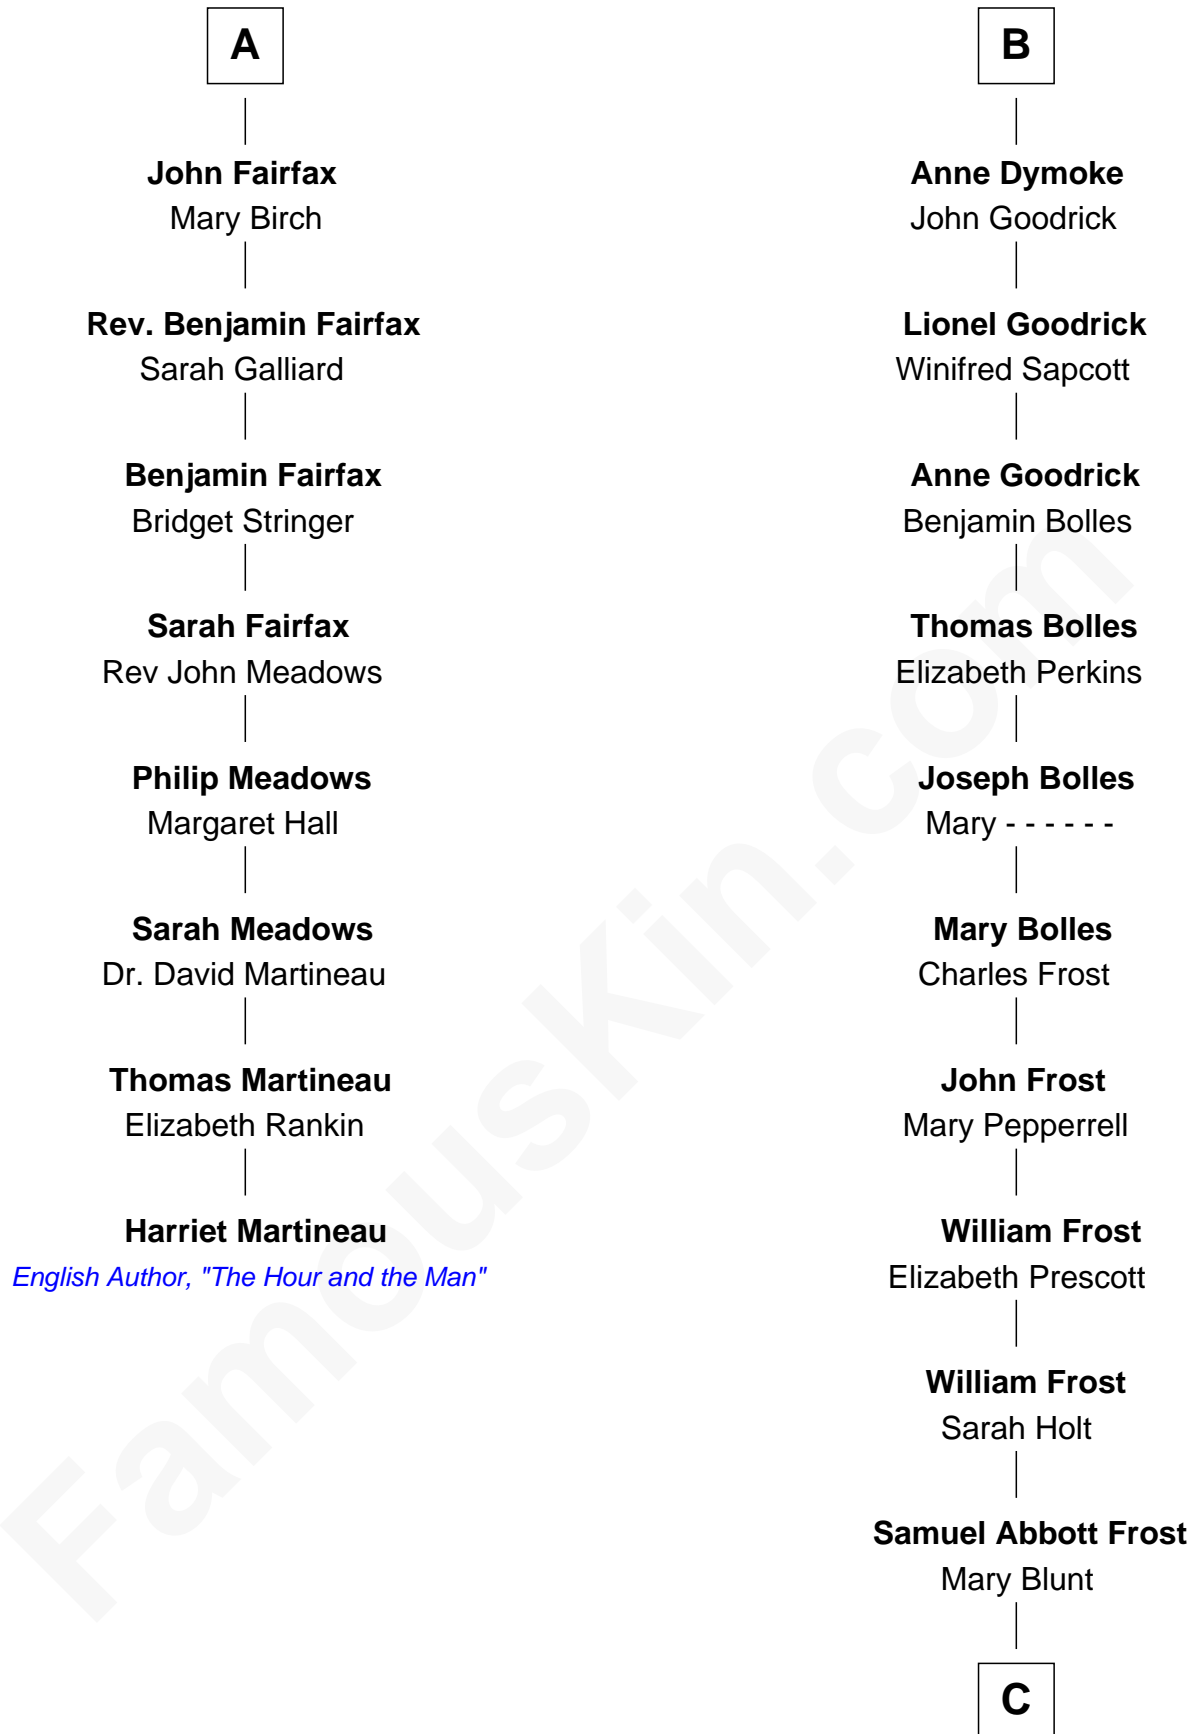 A
John Fairfax
Mary Birch
Rev. Benjamin Fairfax
Sarah Galliard
Benjamin Fairfax
Bridget Stringer
Sarah Fairfax
Rev John Meadows
Philip Meadows
Margaret Hall
Sarah Meadows
Dr. David Martineau
Thomas Martineau
Elizabeth Rankin
Harriet Martineau
English Author, "The Hour and the Man"
B
Anne Dymoke
John Goodrick
Lionel Goodrick
Winifred Sapcott
Anne Goodrick
Benjamin Bolles
Thomas Bolles
Elizabeth Perkins
Joseph Bolles
Mary - - - - - -
Mary Bolles
Charles Frost
John Frost
Mary Pepperrell
William Frost
Elizabeth Prescott
William Frost
Sarah Holt
Samuel Abbott Frost
Mary Blunt
C
FamousKin.com